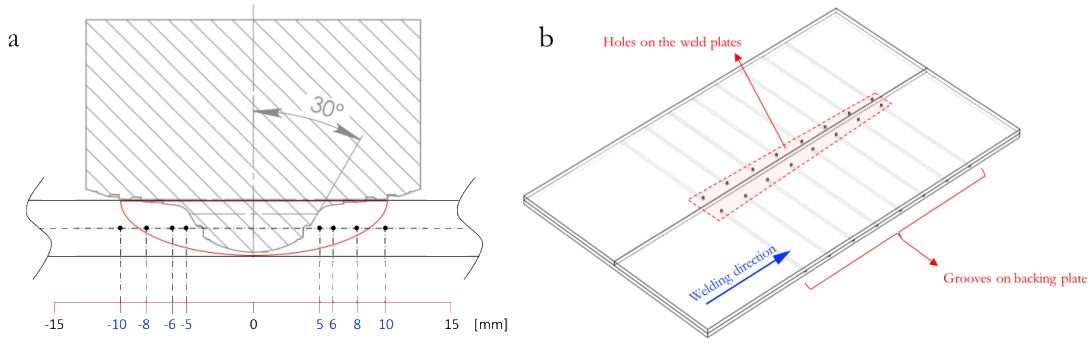 a
30°
-15 -10 -8 -6 -5 0 5 6 8 10 15 [mm]
b
Holes on the weld plates
Welding direction
Grooves on backing plate